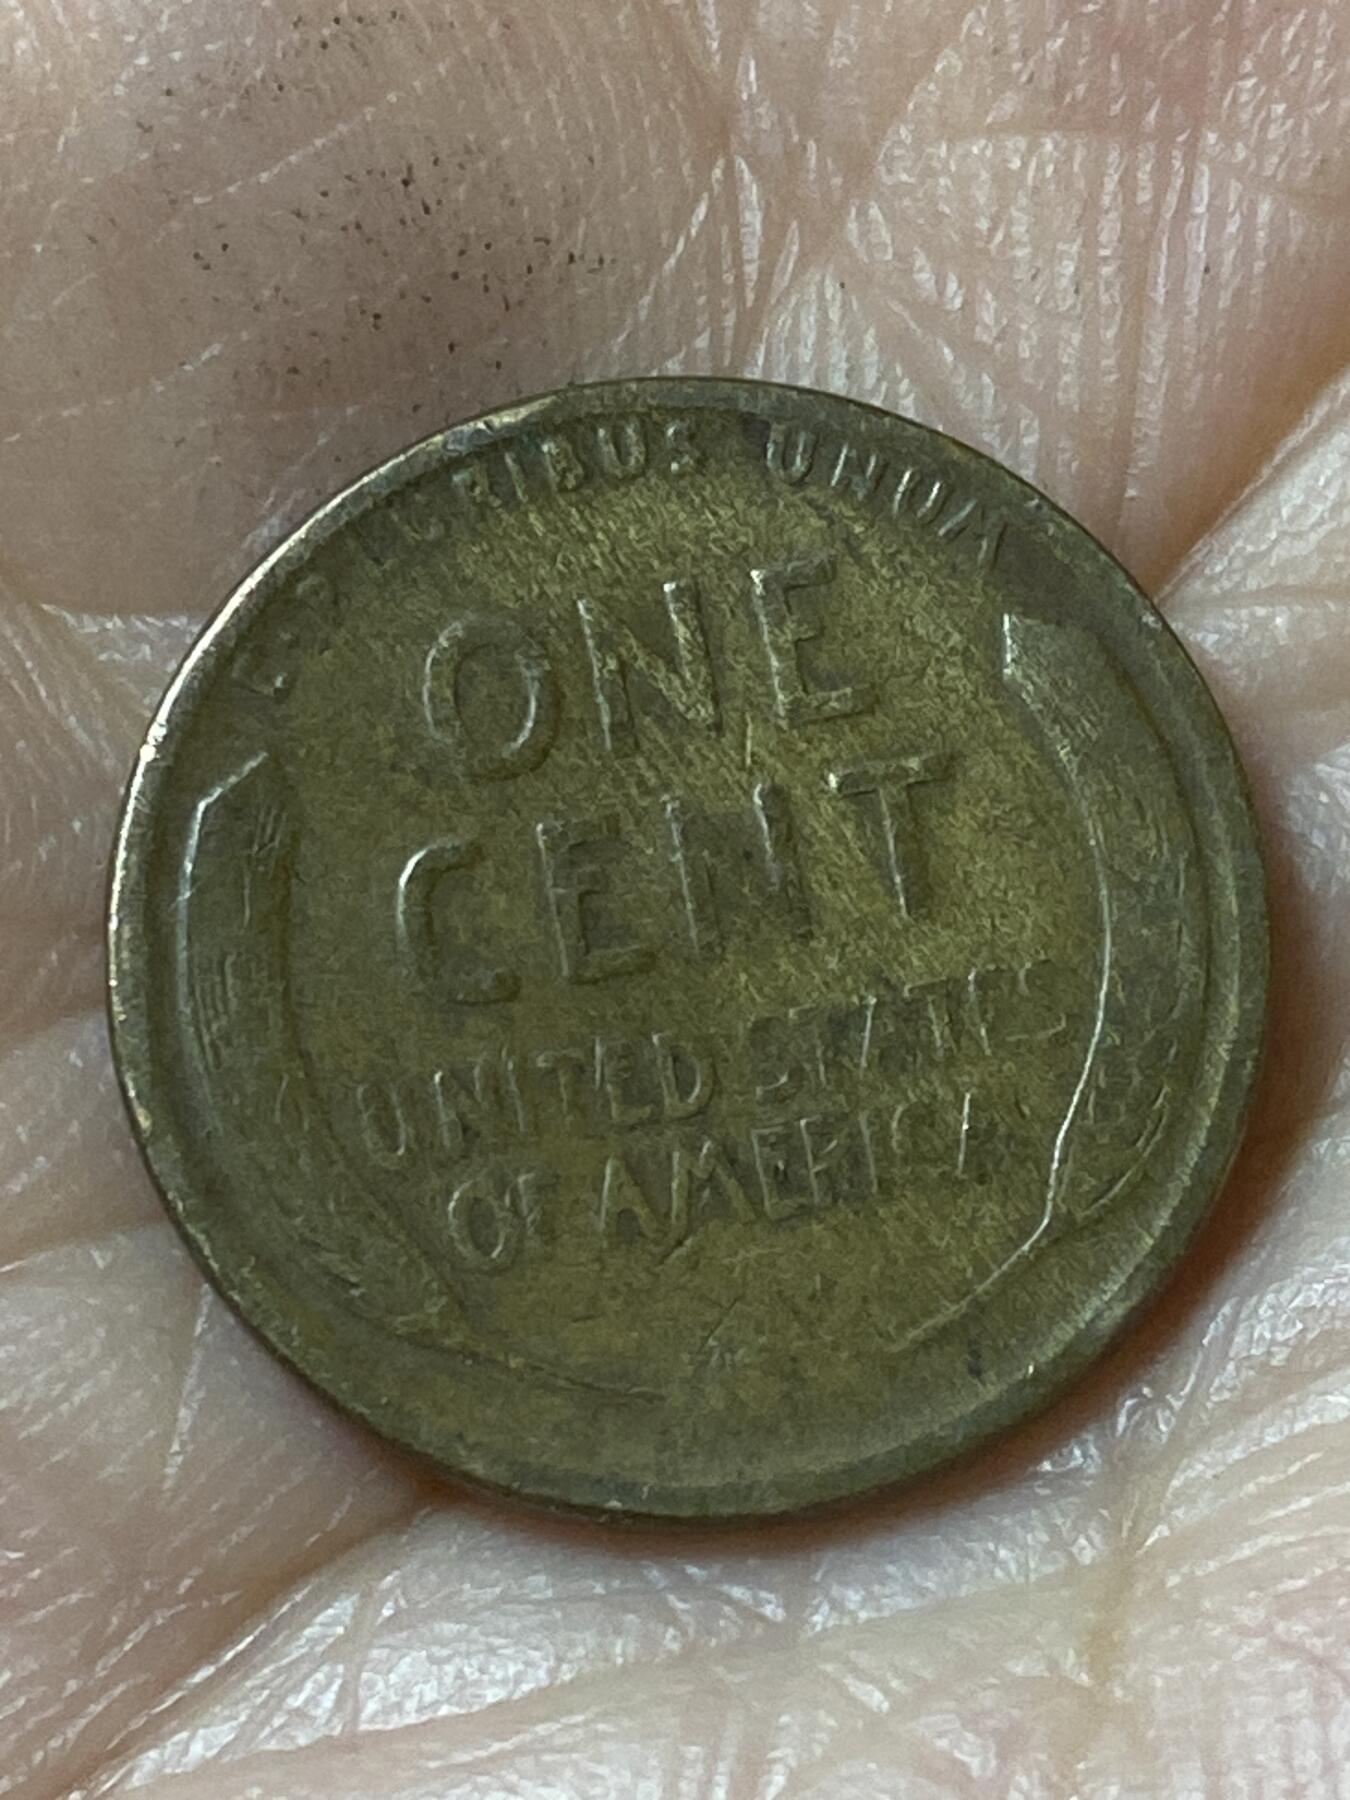 E · PLURIBUS UNUM
ONE
CENT
UNITED STATES
OF AMERICA